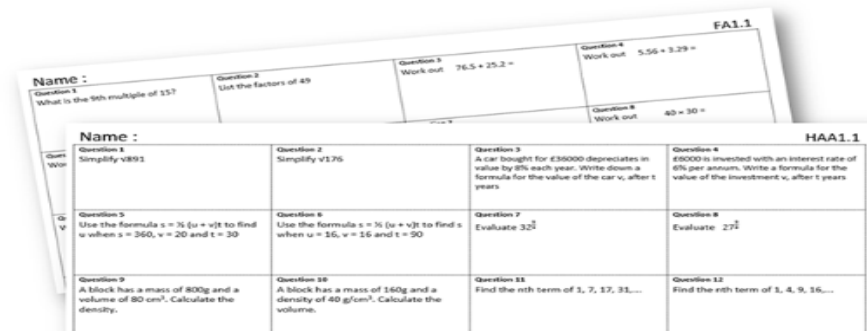 FA1.1
Name :
Question 1
What is the 9th multiple of 15?
Question 2
List the factors of 49
Question 3
Work out 76.5 + 25.2 =
Question 4
Work out 5.56 + 3.29 =
Question 8
Work out 40 × 30 =
Name :
HAA1.1
Question 1
Simplify √891
Question 2
Simplify √176
Question 3
A car bought for £36000 depreciates in
value by 8% each year. Write down a
formula for the value of the car v, after t
years
Question 4
£6000 is invested with an interest rate of
6% per annum. Write a formula for the
value of the investment v, after t years
Question 5
Use the formula s = ½ (u + v)t to find
u when s = 360, v = 20 and t = 30
Question 6
Use the formula s = ½ (u + v)t to find s
when u = 16, v = 16 and t = 90
Question 7
Evaluate 32
Question 8
Evaluate 27
Question 9
A block has a mass of 800g and a
volume of 80 cm³. Calculate the
density.
Question 10
A block has a mass of 160g and a
density of 40 g/cm³. Calculate the
volume.
Question 11
Find the nth term of 1, 7, 17, 31,...
Question 12
Find the nth term of 1, 4, 9, 16,...